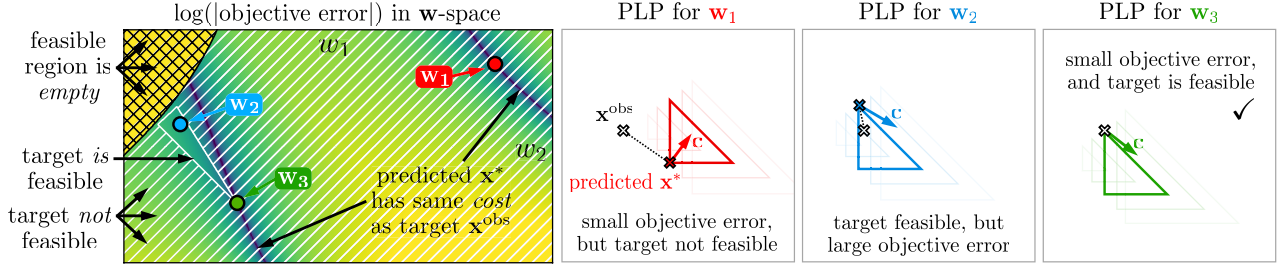 log(|objective error|) in w-space
feasible
region is
empty
target is
feasible
target not
feasible
w₁
w₂
w₁
w₂
w₃
predicted x*
has same cost
as target xᵒᵇˢ
PLP for w₁
xᵒᵇˢ
c
predicted x*
small objective error,
but target not feasible
PLP for w₂
c
target feasible, but
large objective error
PLP for w₃
small objective error,
and target is feasible
✓
c